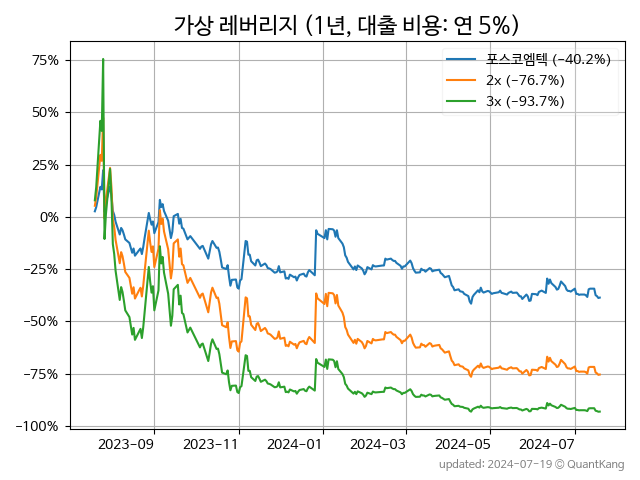 가상 레버리지 (1년, 대출 비용: 연 5%)
포스코엠텍 (−40.2%)
2x (−76.7%)
3x (−93.7%)
75%
50%
25%
0%
−25%
−50%
−75%
−100%
2023-09 2023-11 2024-01 2024-03 2024-05 2024-07
updated: 2024-07-19 © QuantKang